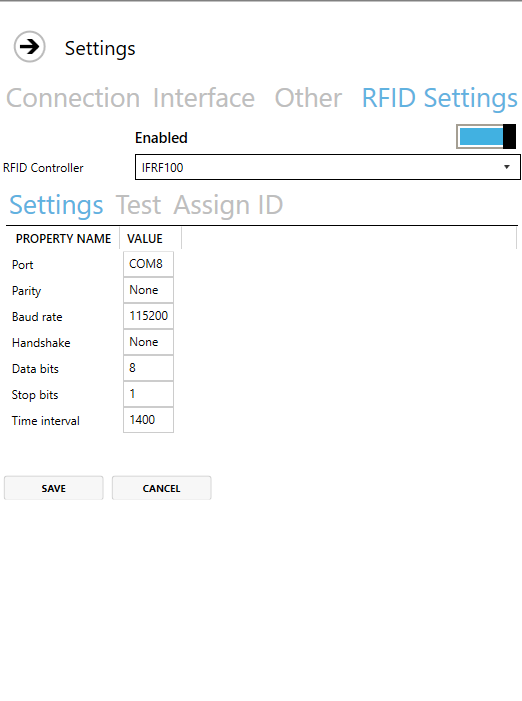 Settings
Connection Interface Other RFID Settings
Enabled
RFID Controller IFRF100
Settings Test Assign ID
PROPERTY NAME VALUE
Port COM8
Parity None
Baud rate 115200
Handshake None
Data bits 8
Stop bits 1
Time interval 1400
SAVE CANCEL